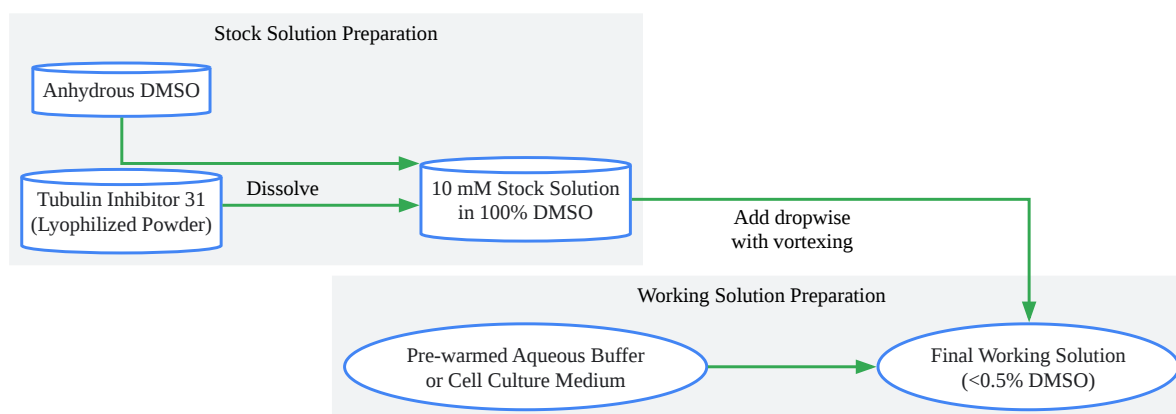 Stock Solution Preparation
Anhydrous DMSO
Tubulin Inhibitor 31
(Lyophilized Powder)
Dissolve
10 mM Stock Solution
in 100% DMSO
Add dropwise
with vortexing
Working Solution Preparation
Pre-warmed Aqueous Buffer
or Cell Culture Medium
Final Working Solution
(<0.5% DMSO)